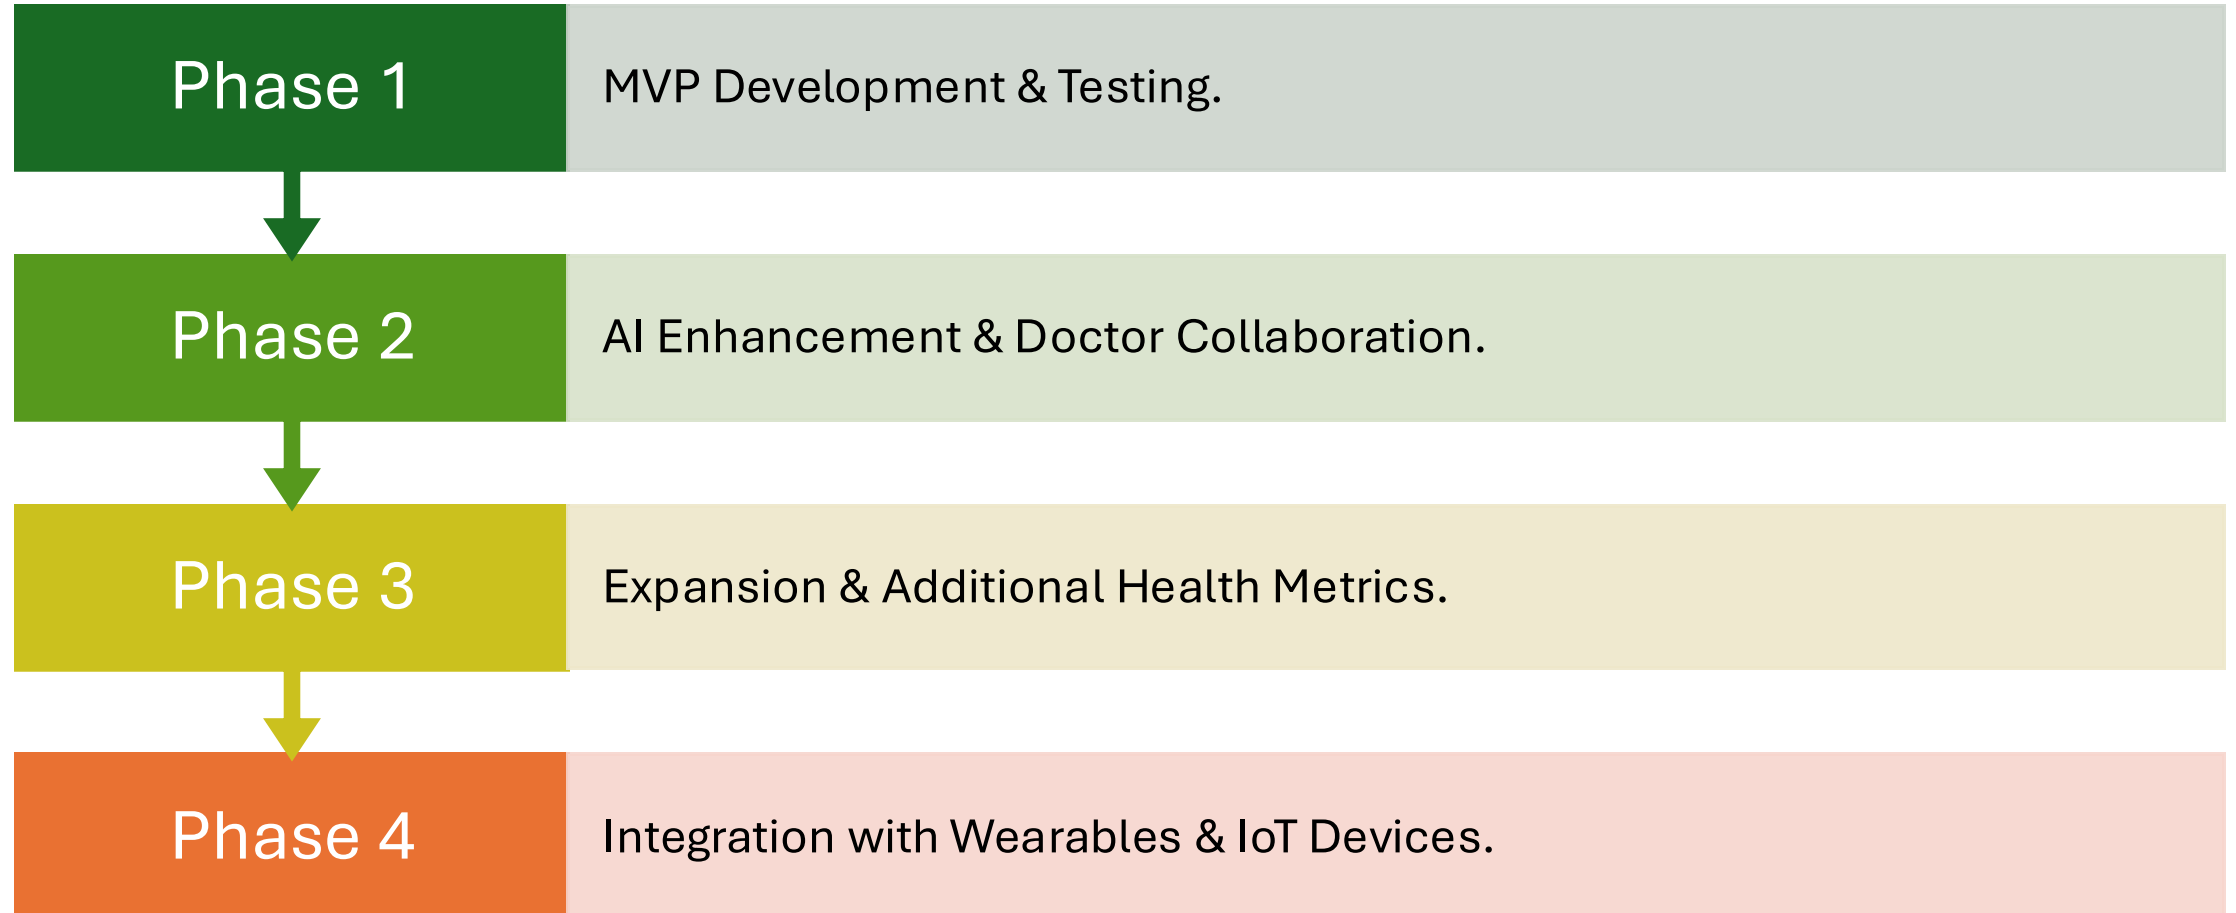 Phase 1
MVP Development & Testing.
Phase 2
AI Enhancement & Doctor Collaboration.
Phase 3
Expansion & Additional Health Metrics.
Phase 4
Integration with Wearables & IoT Devices.